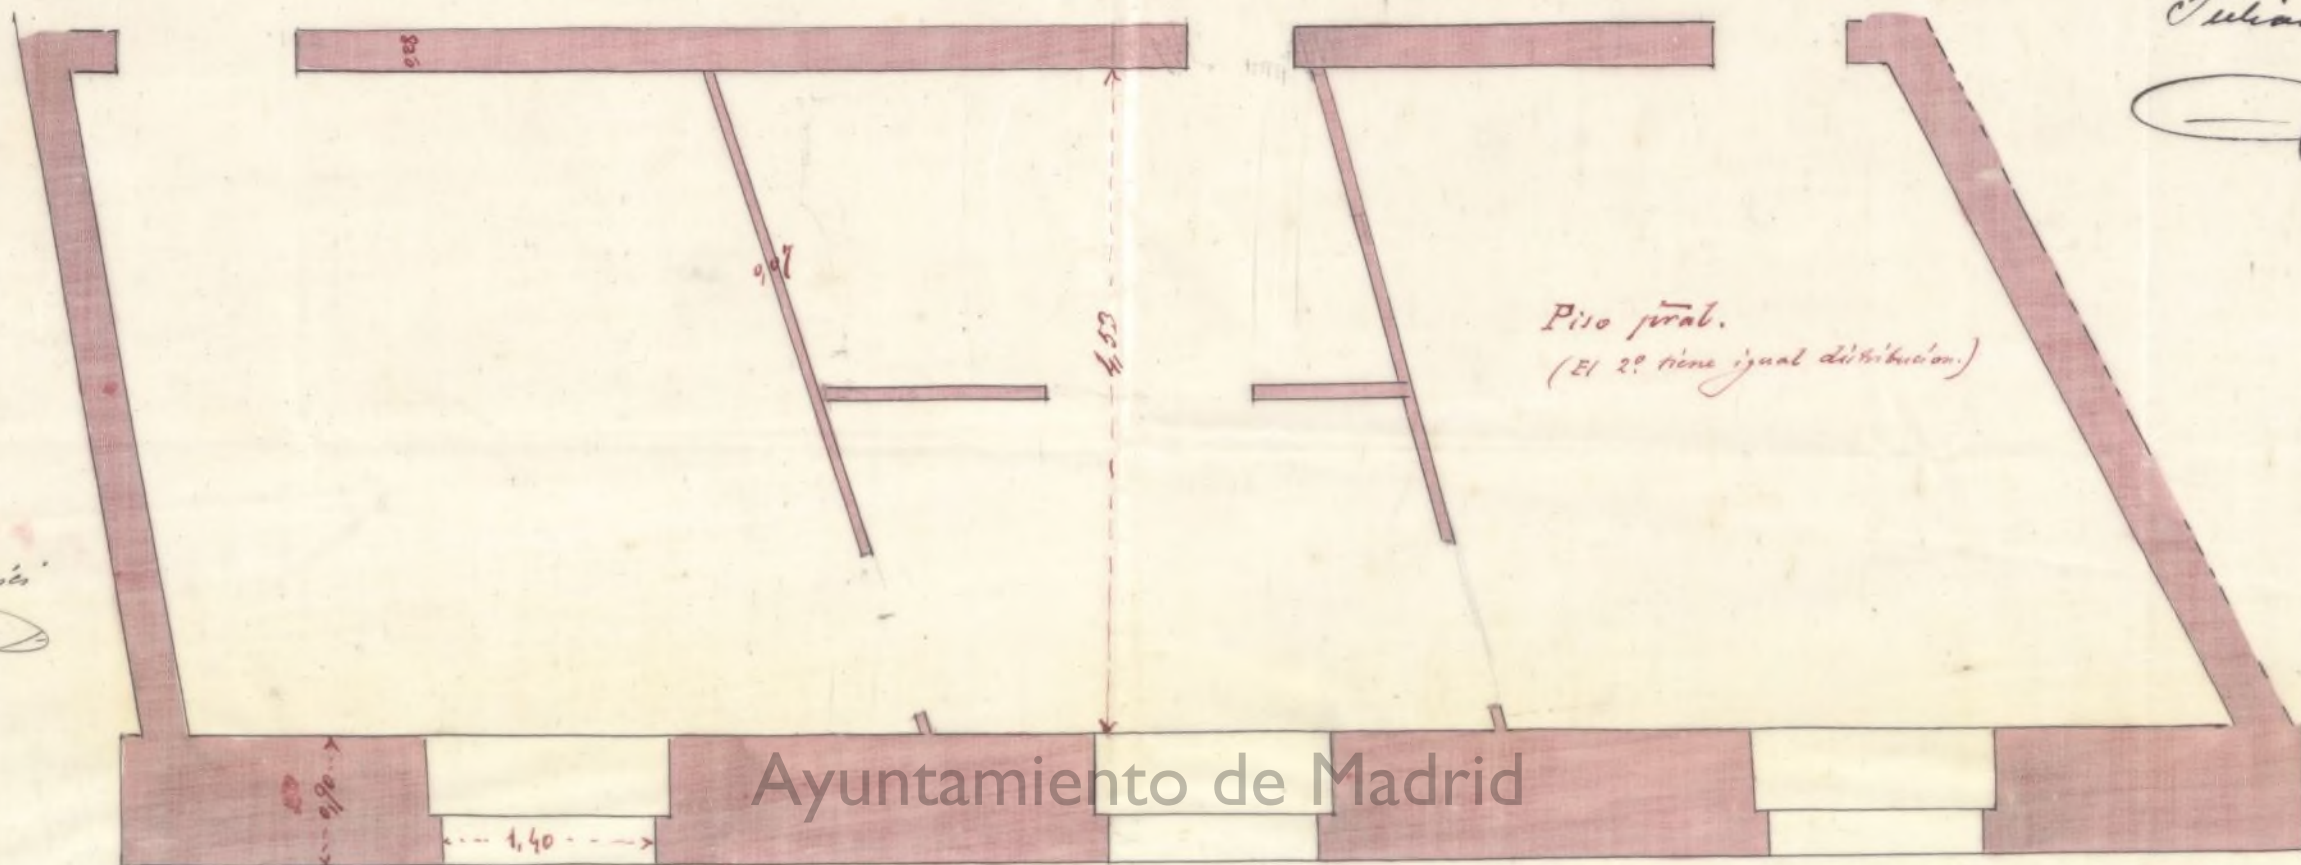 0,28
0,07
4,53
Piso pral.
(El 2º tiene igual distribucion.)
0,90
1,40
Ayuntamiento de Madrid